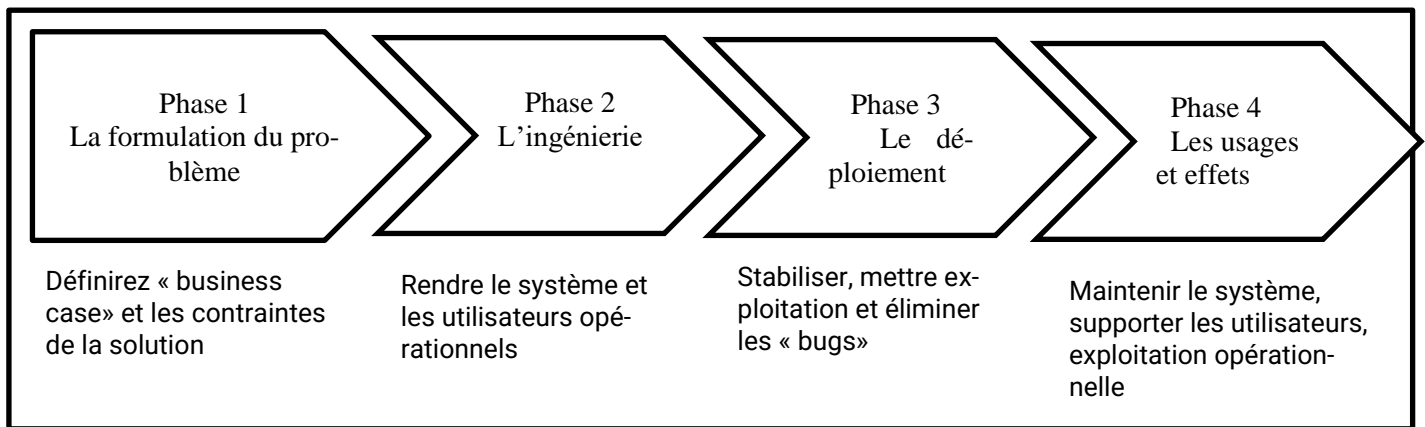 Phase 1
La formulation du pro-
blème
Phase 2
L'ingénierie
Phase 3
Le dé-
ploiement
Phase 4
Les usages
et effets
Définirez « business
case» et les contraintes
de la solution
Rendre le système et
les utilisateurs opé-
rationnels
Stabiliser, mettre ex-
ploitation et éliminer
les « bugs»
Maintenir le système,
supporter les utilisateurs,
exploitation opération-
nelle